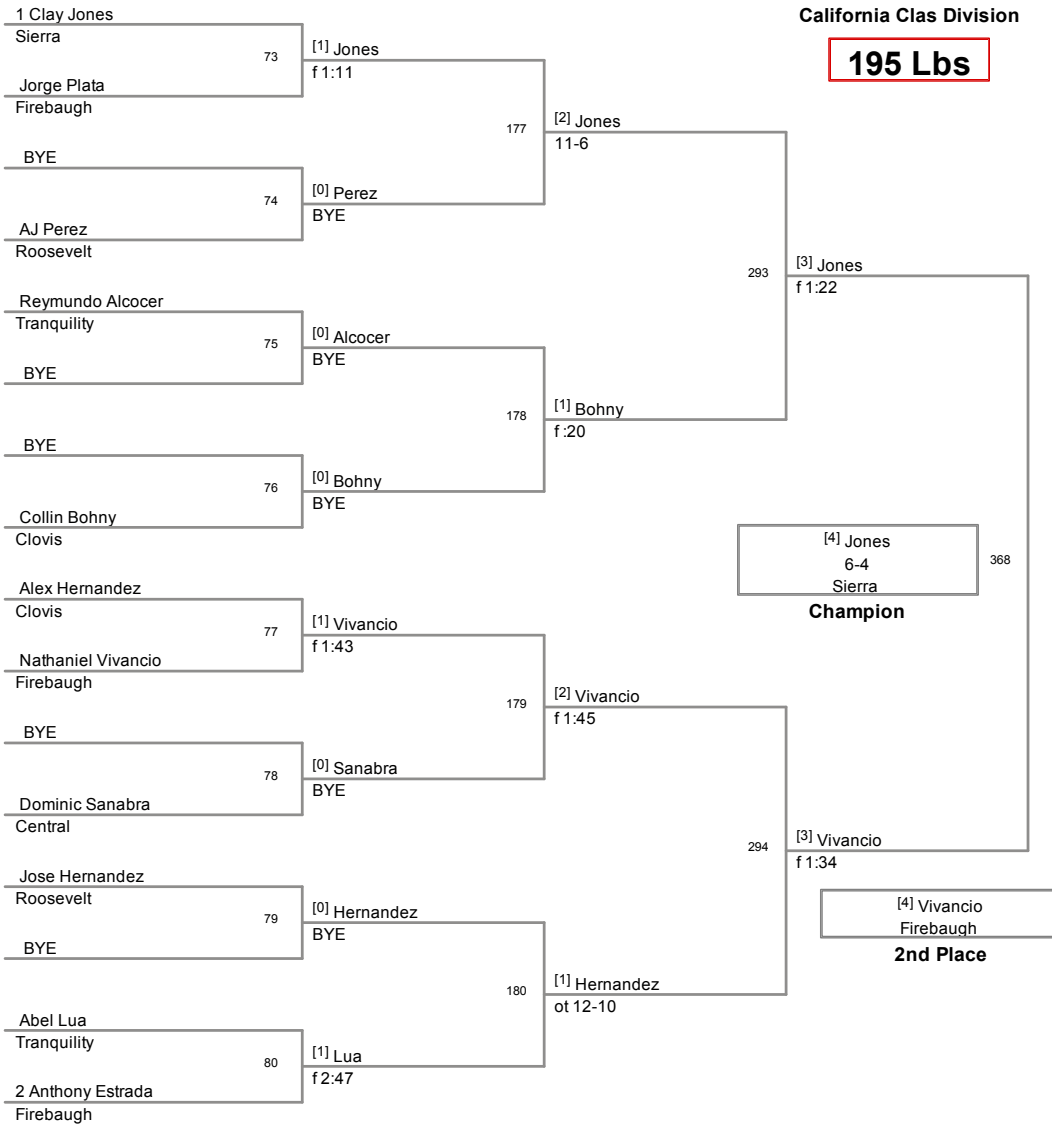 California Clas Division
195 Lbs
1 Clay Jones
Sierra
73
Jorge Plata
Firebaugh
[1] Jones
f 1:11
BYE
74
AJ Perez
Roosevelt
[0] Perez
BYE
177
[2] Jones
11-6
Reymundo Alcocer
Tranquility
75
BYE
[0] Alcocer
BYE
BYE
76
Collin Bohny
Clovis
[0] Bohny
BYE
178
[1] Bohny
f :20
293
[3] Jones
f 1:22
Alex Hernandez
Clovis
77
Nathaniel Vivancio
Firebaugh
[1] Vivancio
f 1:43
BYE
78
Dominic Sanabra
Central
[0] Sanabra
BYE
179
[2] Vivancio
f 1:45
Jose Hernandez
Roosevelt
79
BYE
[0] Hernandez
BYE
Abel Lua
Tranquility
80
2 Anthony Estrada
Firebaugh
[1] Lua
f 2:47
180
[1] Hernandez
ot 12-10
294
[3] Vivancio
f 1:34
368
[4] Jones
6-4
Sierra
Champion
[4] Vivancio
Firebaugh
2nd Place